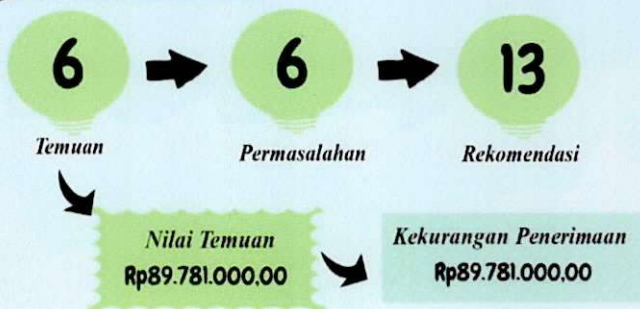 6
6
13
Temuan
Permasalahan
Rekomendasi
Nilai Temuan
Rp89.781.000,00
Kekurangan Penerimaan
Rp89.781.000,00